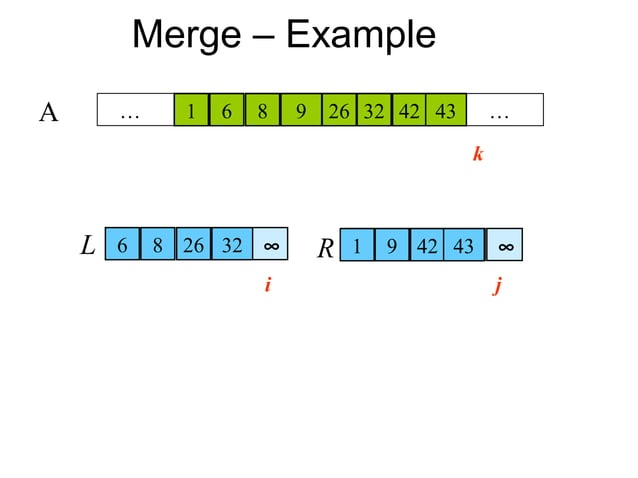 Merge – Example
A … 1 6 8 9 26 32 42 43 …
k
L 6 8 26 32 ∞ R 1 9 42 43 ∞
i j